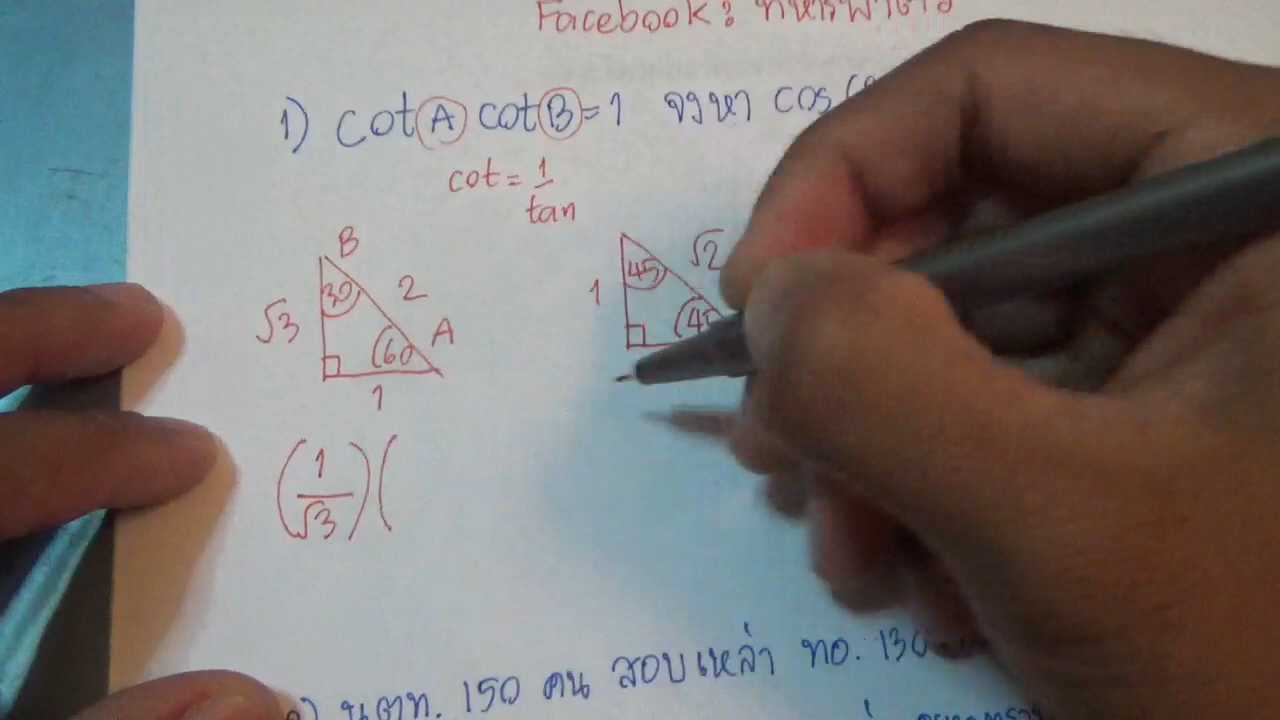 Facebook:
1) cot A cot B = 1 จงหา cos
cot = 1/tan
B
30
2
√3
60
A
1
45
√2
1
(1/√3)(
นตท. 150 คน สอบเหล่า ทอ. 130